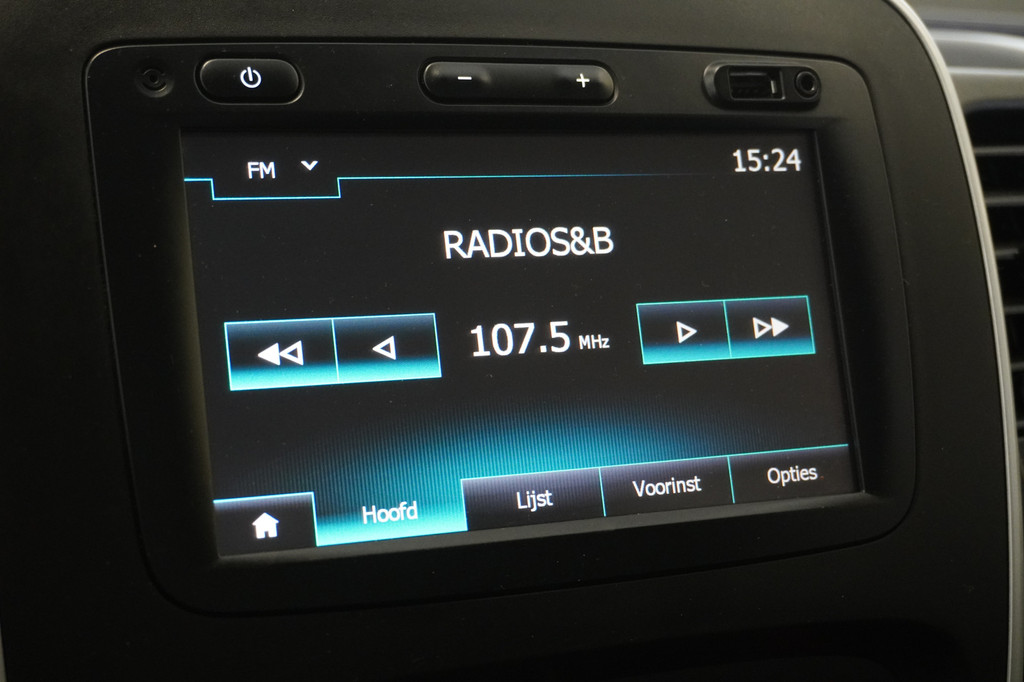 − +
FM 15:24
RADIOS&B
107.5 MHz
Hoofd Lijst Voorinst Opties